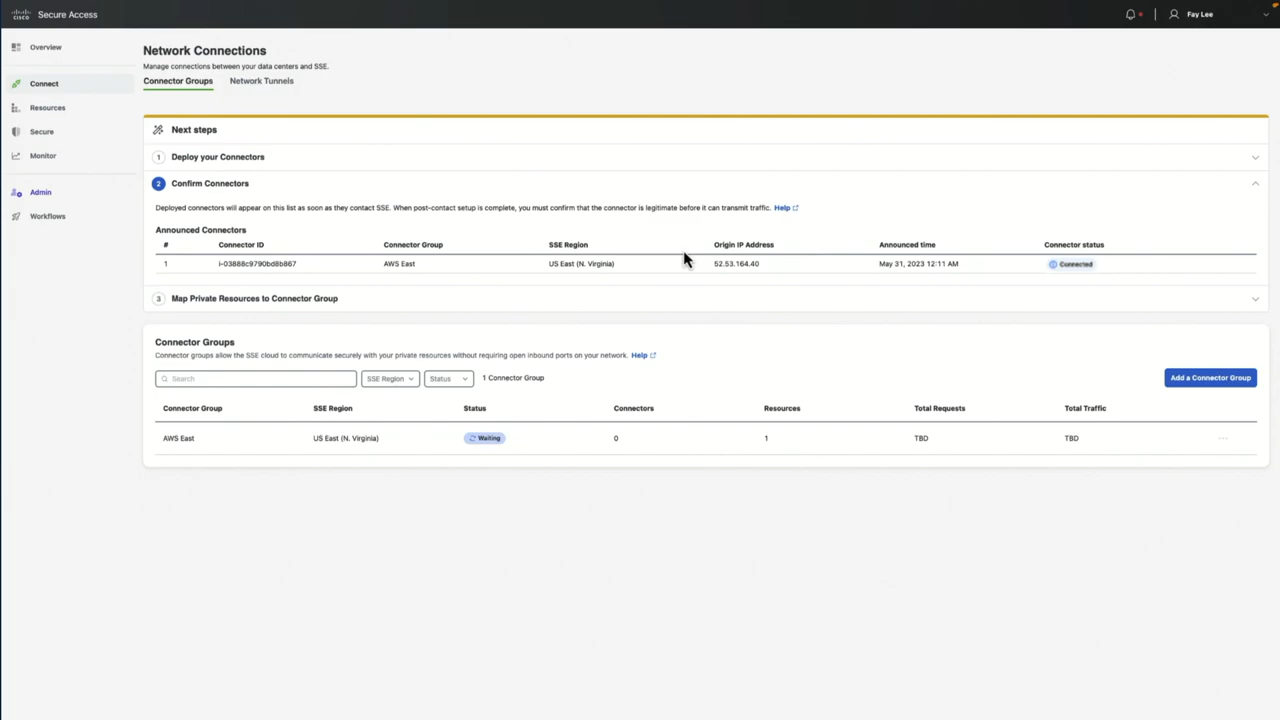 CISCO Secure Access
Fay Lee
Overview
Connect
Resources
Secure
Monitor
Admin
Workflows
Network Connections
Manage connections between your data centers and SSE.
Connector Groups Network Tunnels
Next steps
1 Deploy your Connectors
2 Confirm Connectors
Deployed connectors will appear on this list as soon as they contact SSE. When post-contact setup is complete, you must confirm that the connector is legitimate before it can transmit traffic. Help
Announced Connectors
# Connector ID Connector Group SSE Region Origin IP Address Announced time Connector status
1 i-03888c9790bd8b867 AWS East US East (N. Virginia) 52.53.164.40 May 31, 2023 12:11 AM Connected
3 Map Private Resources to Connector Group
Connector Groups
Connector groups allow the SSE cloud to communicate securely with your private resources without requiring open inbound ports on your network. Help
Search SSE Region Status 1 Connector Group Add a Connector Group
Connector Group SSE Region Status Connectors Resources Total Requests Total Traffic
AWS East US East (N. Virginia) Waiting 0 1 TBD TBD ...